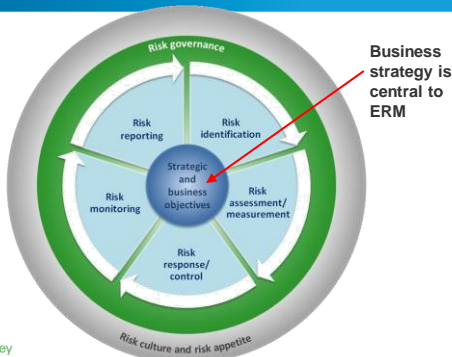 Risk governance
Business
strategy is
central to
ERM
Risk
reporting
Risk
identification
Strategic
and
business
objectives
Risk
monitoring
Risk
assessment/
measurement
Risk
response/
control
Risk culture and risk appetite
ey